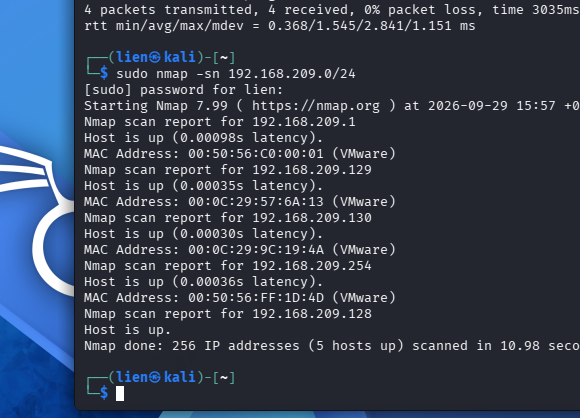 4 packets transmitted, 4 received, 0% packet loss, time 3035ms
rtt min/avg/max/mdev = 0.368/1.545/2.841/1.151 ms
┌──(lien㉿kali)-[~]
└─$ sudo nmap -sn 192.168.209.0/24
[sudo] password for lien:
Starting Nmap 7.99 ( https://nmap.org ) at 2026-09-29 15:57 +0
Nmap scan report for 192.168.209.1
Host is up (0.00098s latency).
MAC Address: 00:50:56:C0:00:01 (VMware)
Nmap scan report for 192.168.209.129
Host is up (0.00035s latency).
MAC Address: 00:0C:29:57:6A:13 (VMware)
Nmap scan report for 192.168.209.130
Host is up (0.00030s latency).
MAC Address: 00:0C:29:9C:19:4A (VMware)
Nmap scan report for 192.168.209.254
Host is up (0.00036s latency).
MAC Address: 00:50:56:FF:1D:4D (VMware)
Nmap scan report for 192.168.209.128
Host is up.
Nmap done: 256 IP addresses (5 hosts up) scanned in 10.98 seco
┌──(lien㉿kali)-[~]
└─$